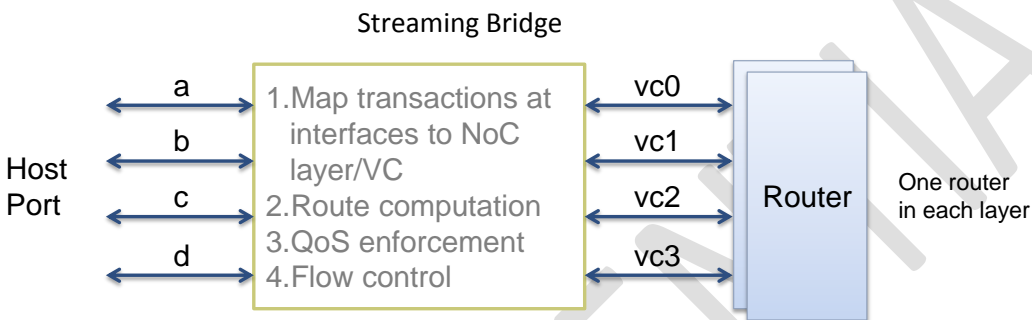 Streaming Bridge
Host
Port
a
b
c
d
1.Map transactions at
interfaces to NoC
layer/VC
2.Route computation
3.QoS enforcement
4.Flow control
vc0
vc1
vc2
vc3
Router
One router
in each layer